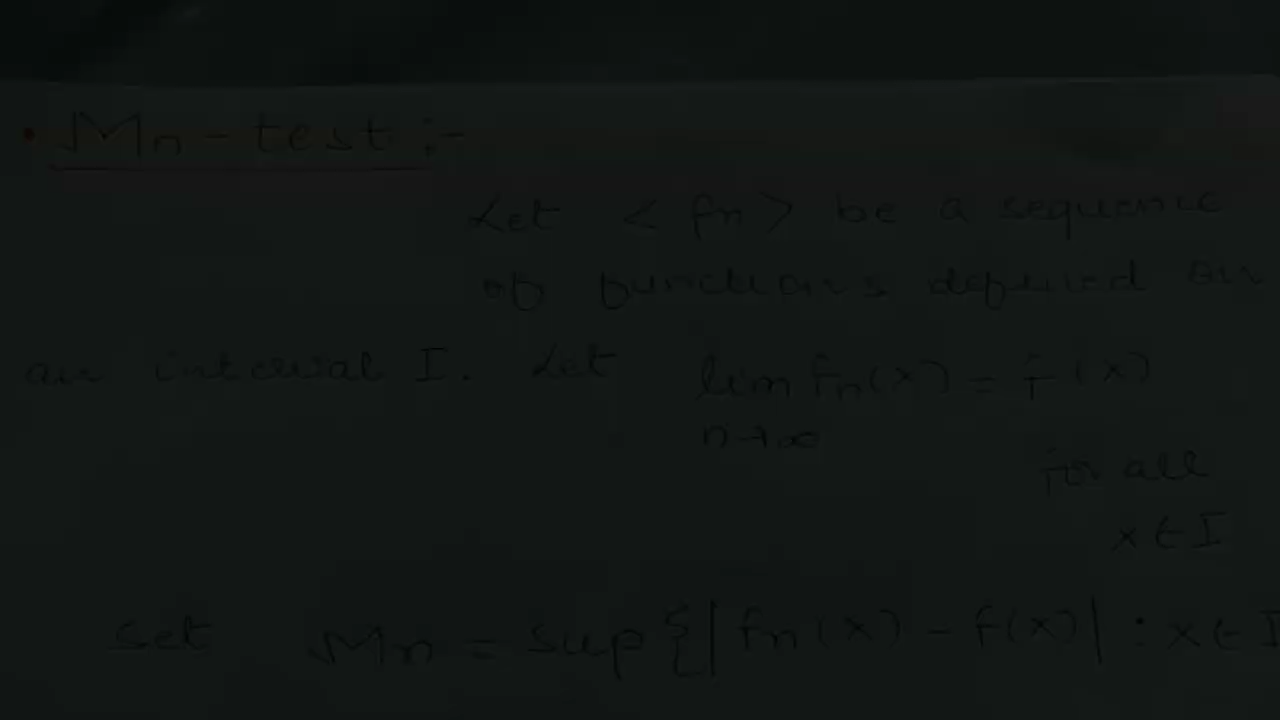 • Mn - test :-
Let < fn > be a sequence
of functions defined on
an interval I. Let lim fn(x) = f(x)
n→∞
for all
x ∈ I
set Mn = sup{|fn(x) - f(x)| : x ∈ I